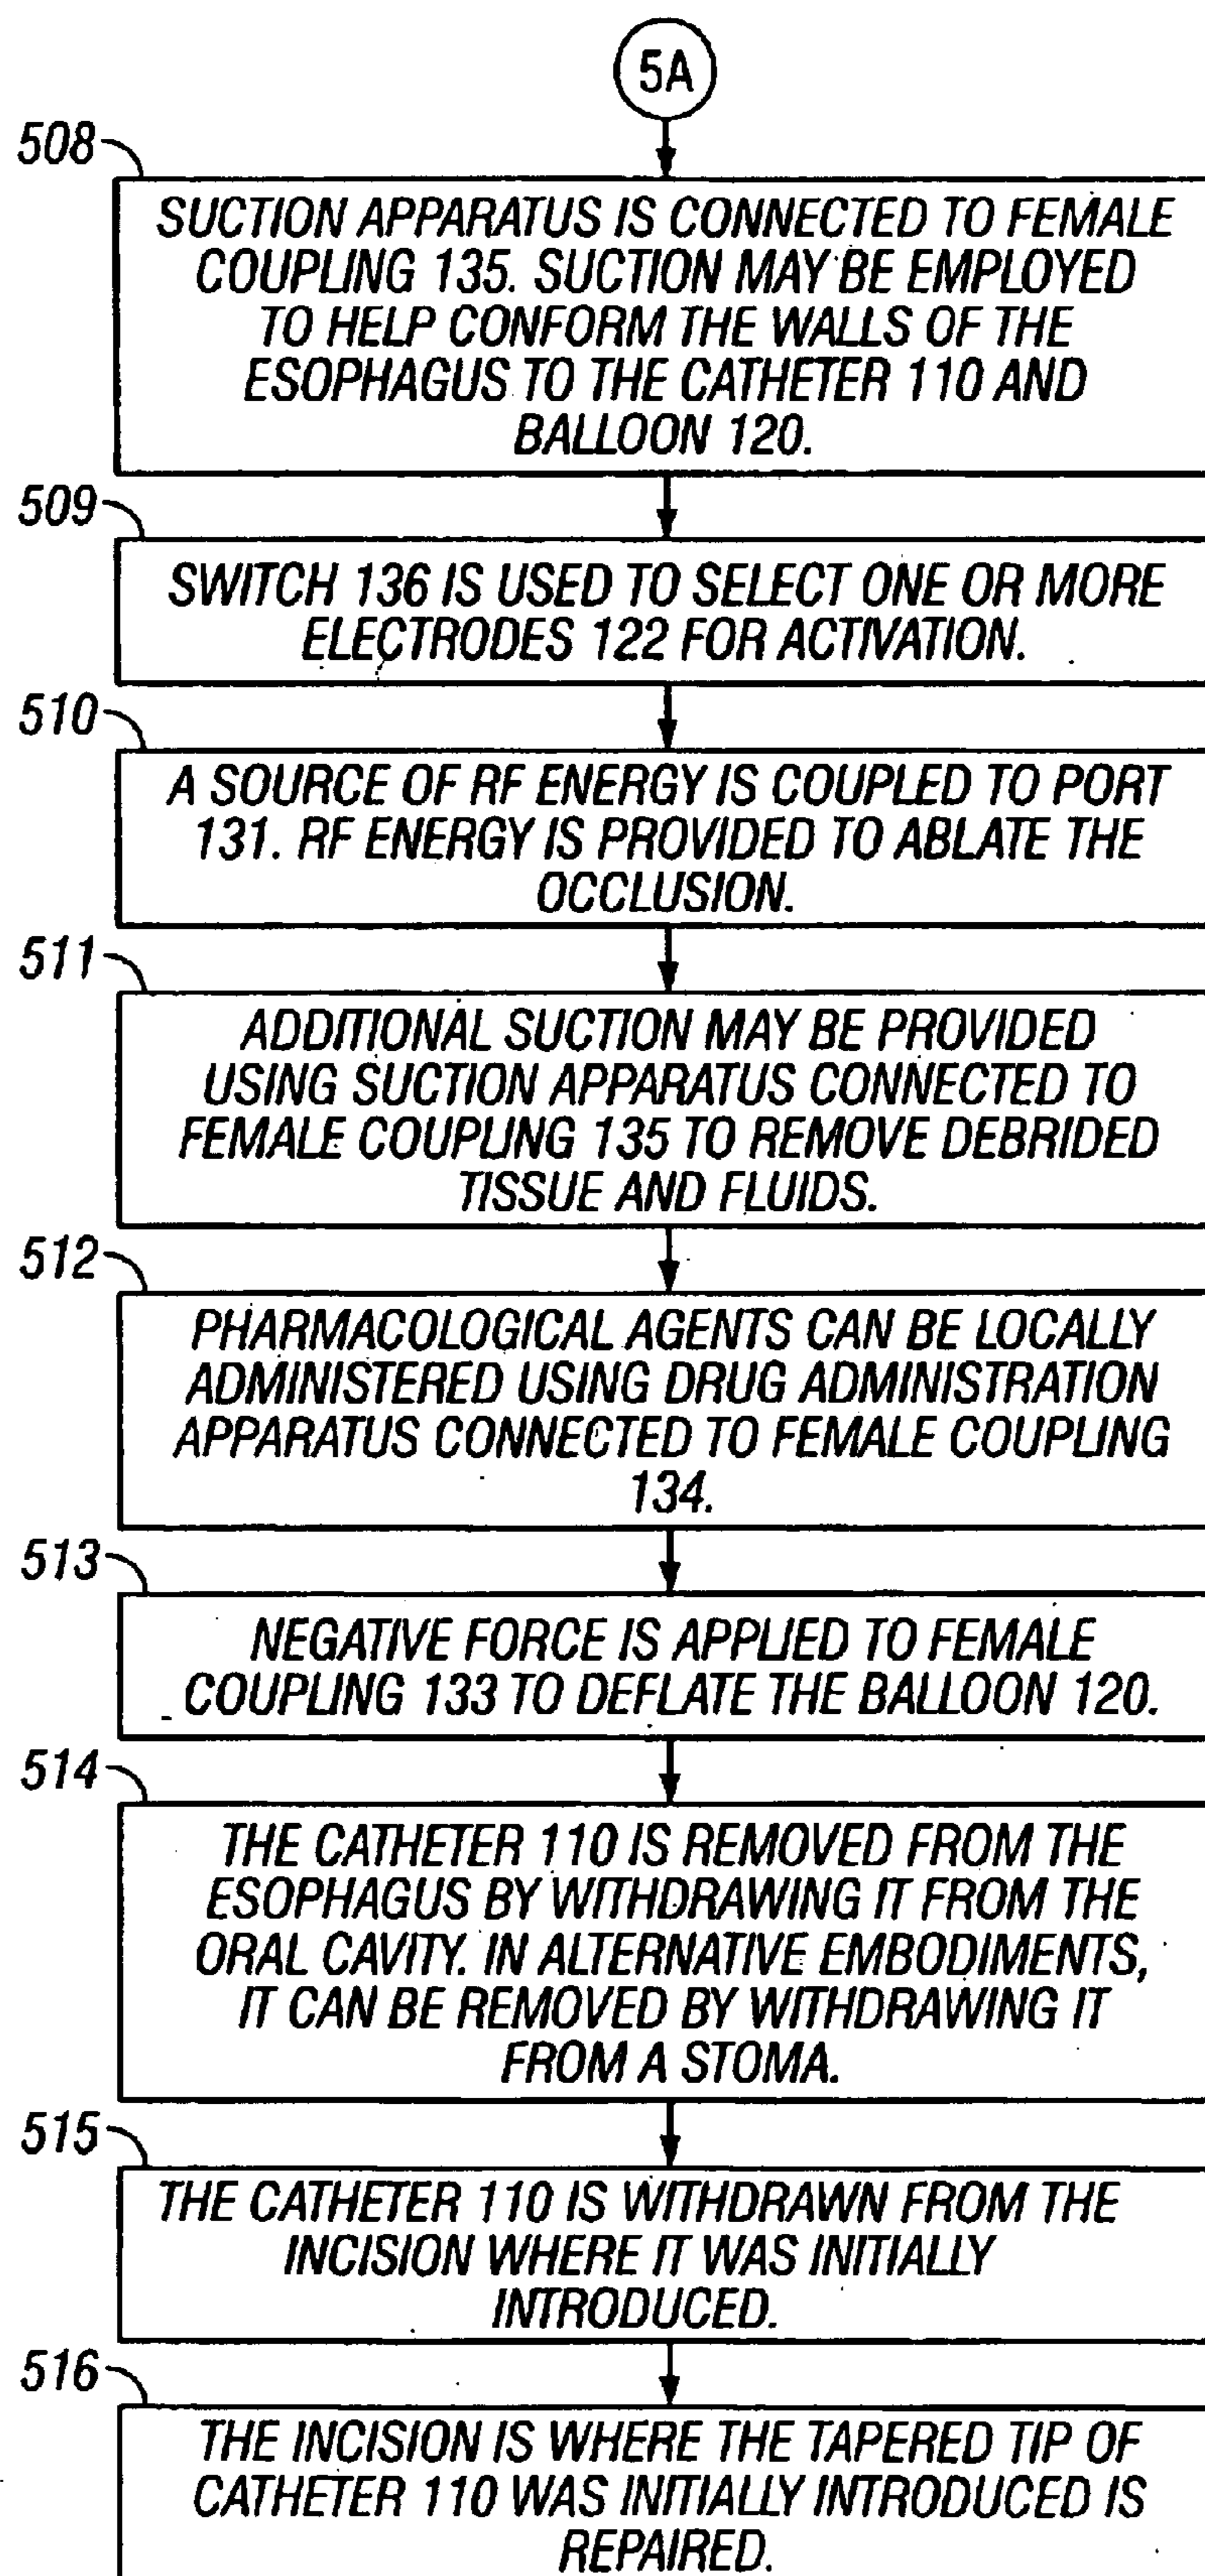 5A
508
SUCTION APPARATUS IS CONNECTED TO FEMALE
COUPLING 135. SUCTION MAY BE EMPLOYED
TO HELP CONFORM THE WALLS OF THE
ESOPHAGUS TO THE CATHETER 110 AND
BALLOON 120.
509
SWITCH 136 IS USED TO SELECT ONE OR MORE
ELECTRODES 122 FOR ACTIVATION.
510
A SOURCE OF RF ENERGY IS COUPLED TO PORT
131. RF ENERGY IS PROVIDED TO ABLATE THE
OCCLUSION.
511
ADDITIONAL SUCTION MAY BE PROVIDED
USING SUCTION APPARATUS CONNECTED TO
FEMALE COUPLING 135 TO REMOVE DEBRIDED
TISSUE AND FLUIDS.
512
PHARMACOLOGICAL AGENTS CAN BE LOCALLY
ADMINISTERED USING DRUG ADMINISTRATION
APPARATUS CONNECTED TO FEMALE COUPLING
134.
513
NEGATIVE FORCE IS APPLIED TO FEMALE
COUPLING 133 TO DEFLATE THE BALLOON 120.
514
THE CATHETER 110 IS REMOVED FROM THE
ESOPHAGUS BY WITHDRAWING IT FROM THE
ORAL CAVITY. IN ALTERNATIVE EMBODIMENTS,
IT CAN BE REMOVED BY WITHDRAWING IT
FROM A STOMA.
515
THE CATHETER 110 IS WITHDRAWN FROM THE
INCISION WHERE IT WAS INITIALLY
INTRODUCED.
516
THE INCISION IS WHERE THE TAPERED TIP OF
CATHETER 110 WAS INITIALLY INTRODUCED IS
REPAIRED.